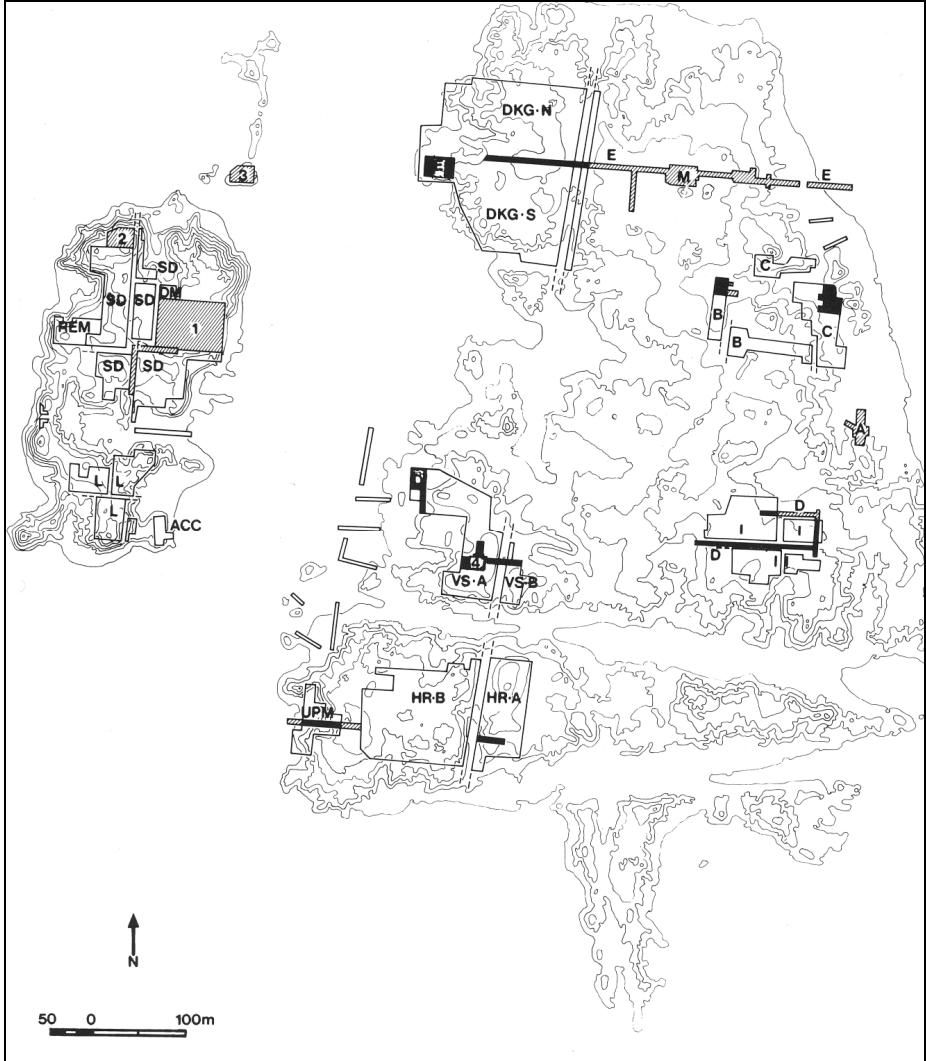 DKG·N
E
E
M
E
3
DKG·S
2
SD
C
DM
SD
SD
B
C
REM
1
B
SD
SD
A
D
L
L
D
L
I
I
ACC
D
4
I
VS·A
VS·B
HR·B
HR·A
UPM
N
50
0
100m